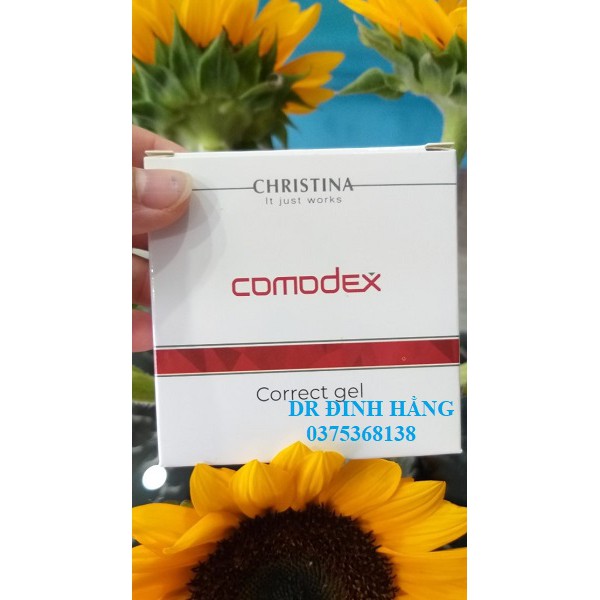 CHRISTINA
It just works
COMODEX
Correct gel
DR ĐINH HẰNG
0375368138